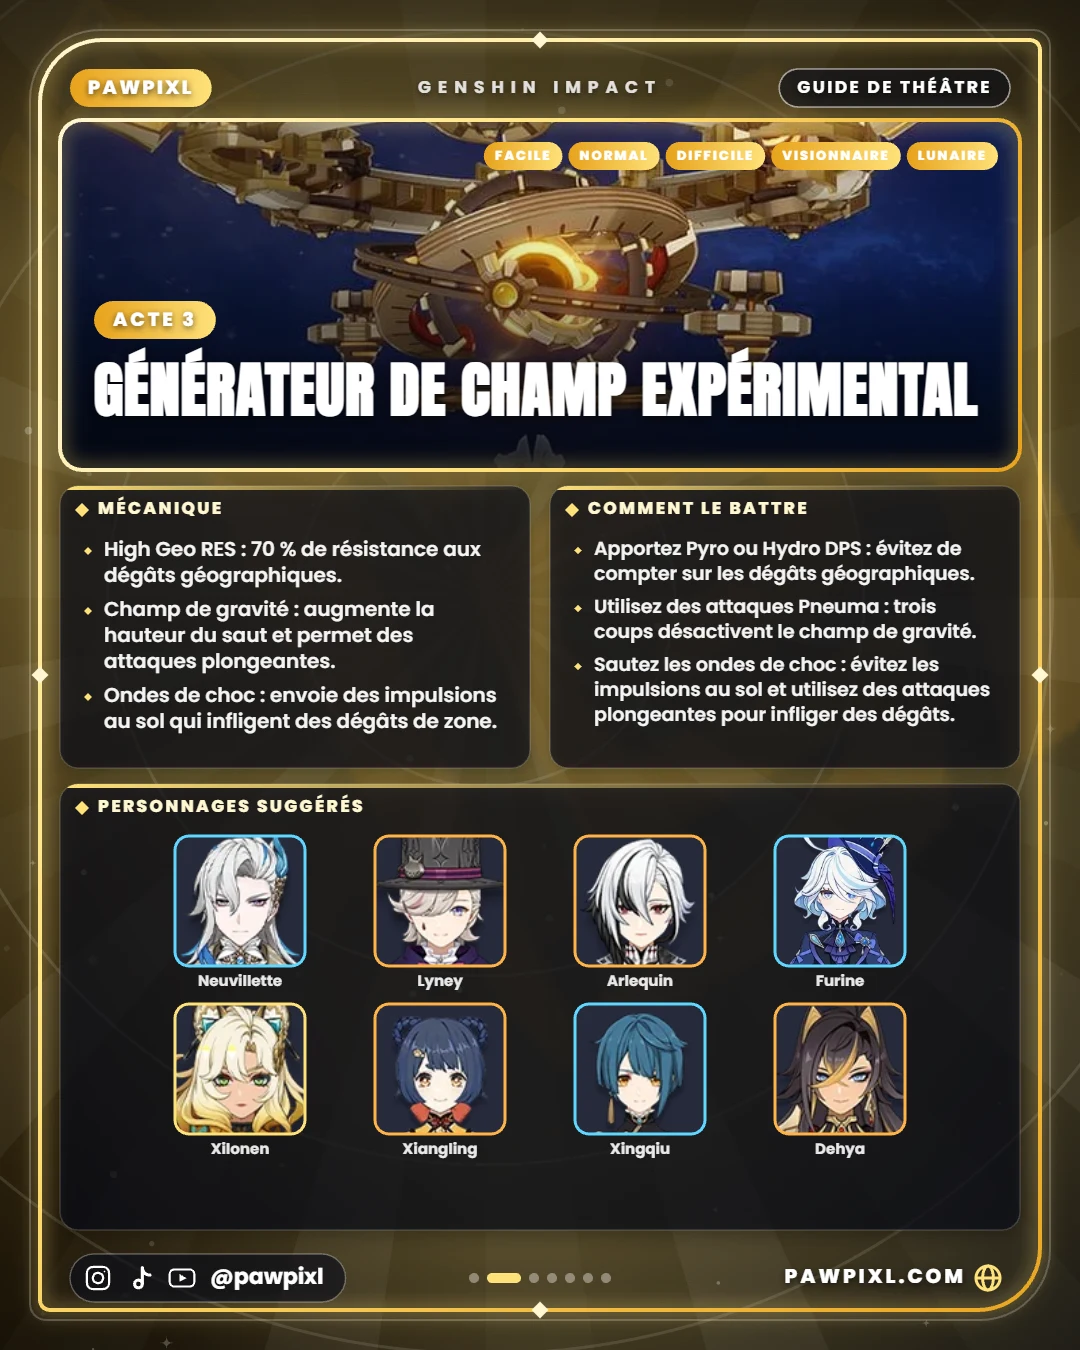 PAWPIXL
GENSHIN IMPACT
GUIDE DE THÉÂTRE
FACILE
NORMAL
DIFFICILE
VISIONNAIRE
LUNAIRE
ACTE 3
GÉNÉRATEUR DE CHAMP EXPÉRIMENTAL
MÉCANIQUE
High Geo RES : 70 % de résistance aux
dégâts géographiques.
Champ de gravité : augmente la
hauteur du saut et permet des
attaques plongeantes.
Ondes de choc : envoie des impulsions
au sol qui infligent des dégâts de zone.
COMMENT LE BATTRE
Apportez Pyro ou Hydro DPS : évitez de
compter sur les dégâts géographiques.
Utilisez des attaques Pneuma : trois
coups désactivent le champ de gravité.
Sautez les ondes de choc : évitez les
impulsions au sol et utilisez des attaques
plongeantes pour infliger des dégâts.
PERSONNAGES SUGGÉRÉS
Neuvillette
Lyney
Arlequin
Furine
Xilonen
Xiangling
Xingqiu
Dehya
@pawpixl
PAWPIXL.COM